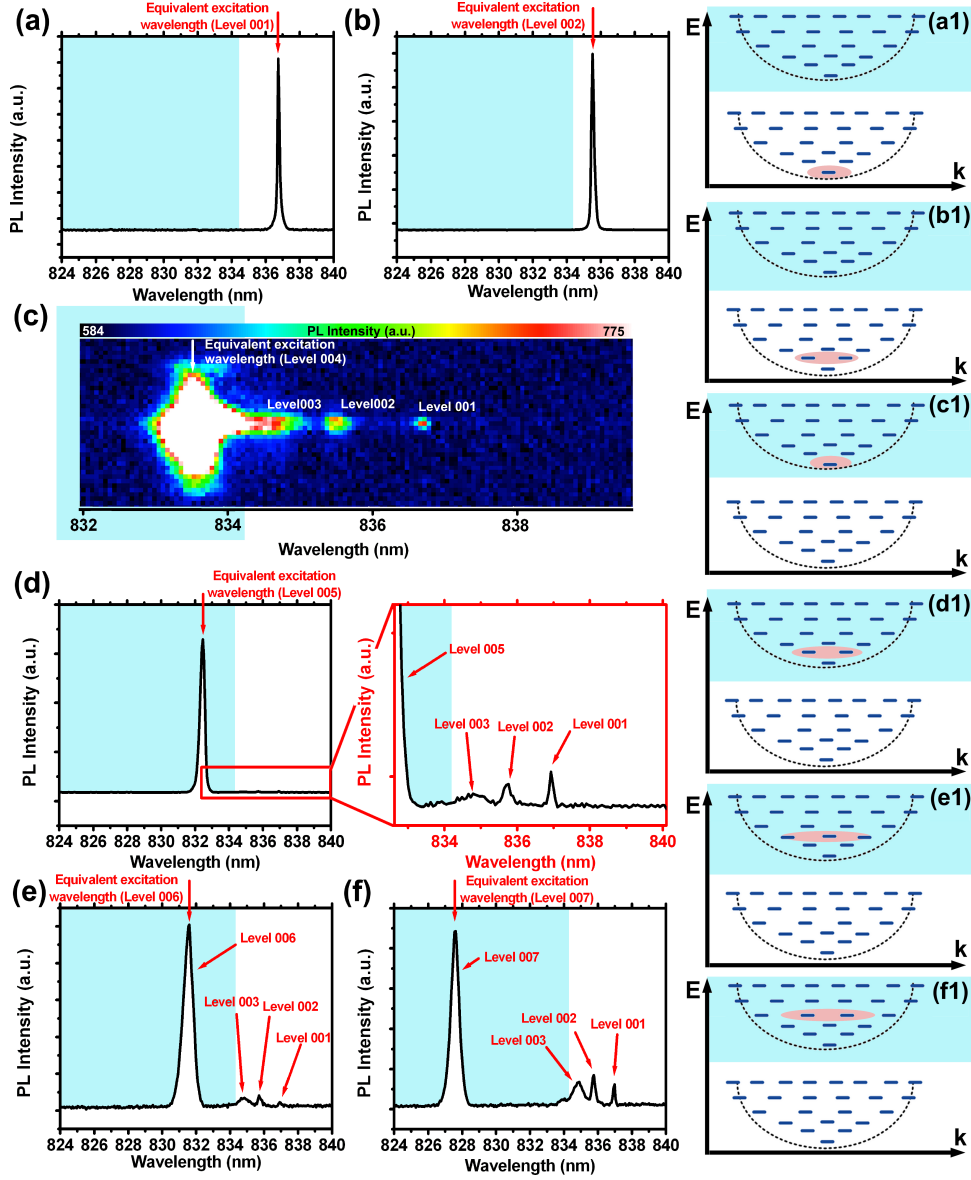 (a)
Equivalent excitation
wavelength (Level 001)
PL Intensity (a.u.)
824 826 828 830 832 834 836 838 840
Wavelength (nm)
(b)
Equivalent excitation
wavelength (Level 002)
PL Intensity (a.u.)
824 826 828 830 832 834 836 838 840
Wavelength (nm)
E
(a1)
k
E
(b1)
k
(c)
584
PL Intensity (a.u.)
775
Equivalent excitation
wavelength (Level 004)
Level003
Level002
Level 001
832 834 836 838
Wavelength (nm)
E
(c1)
k
(d)
Equivalent excitation
wavelength (Level 005)
PL Intensity (a.u.)
824 826 828 830 832 834 836 838 840
Wavelength (nm)
PL Intensity (a.u.)
Level 005
Level 003
Level 002
Level 001
834 836 838 840
Wavelength (nm)
E
(d1)
k
E
(e1)
k
(e)
Equivalent excitation
wavelength (Level 006)
PL Intensity (a.u.)
Level 006
Level 003
Level 002
Level 001
824 826 828 830 832 834 836 838 840
Wavelength (nm)
(f)
Equivalent excitation
wavelength (Level 007)
PL Intensity (a.u.)
Level 007
Level 002
Level 001
Level 003
824 826 828 830 832 834 836 838 840
Wavelength (nm)
E
(f1)
k